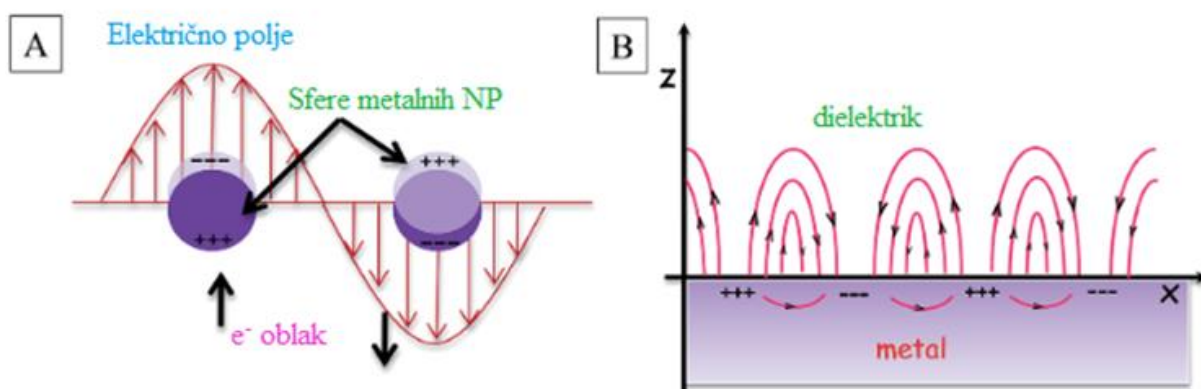 A
Električno polje
Sfere metalnih NP
---
+++
+++
---
e⁻ oblak
B
Z
dielektrik
+++ --- +++ --- X
metal